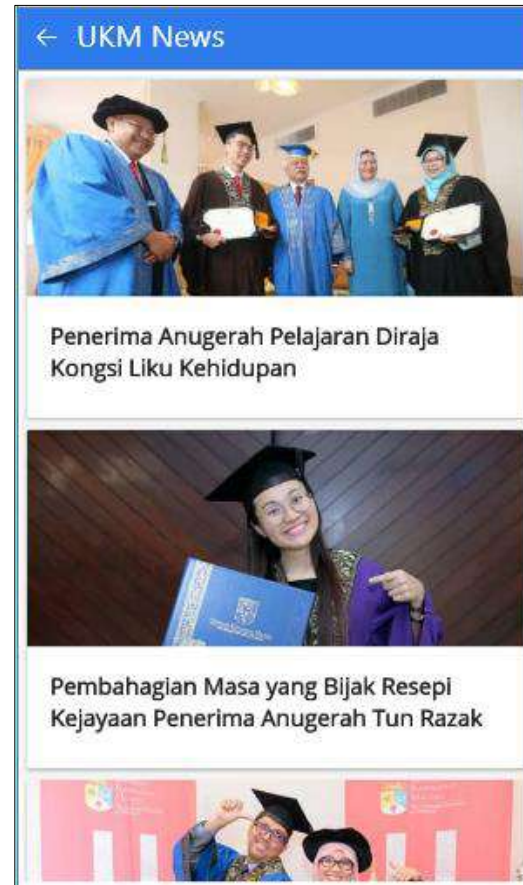 ← UKM News
Penerima Anugerah Pelajaran Diraja
Kongsi Liku Kehidupan
Pembahagian Masa yang Bijak Resepi
Kejayaan Penerima Anugerah Tun Razak